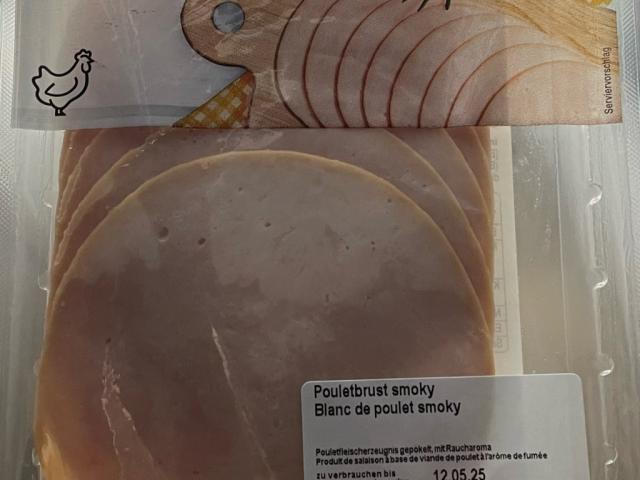 Serviervorschlag
Pouletbrust smoky
Blanc de poulet smoky
Pouletfleischerzeugnis gepökelt, mit Raucharoma
Produit de salaison à base de viande de poulet à l'arôme de fumée
zu verbrauchen bis 12.05.25